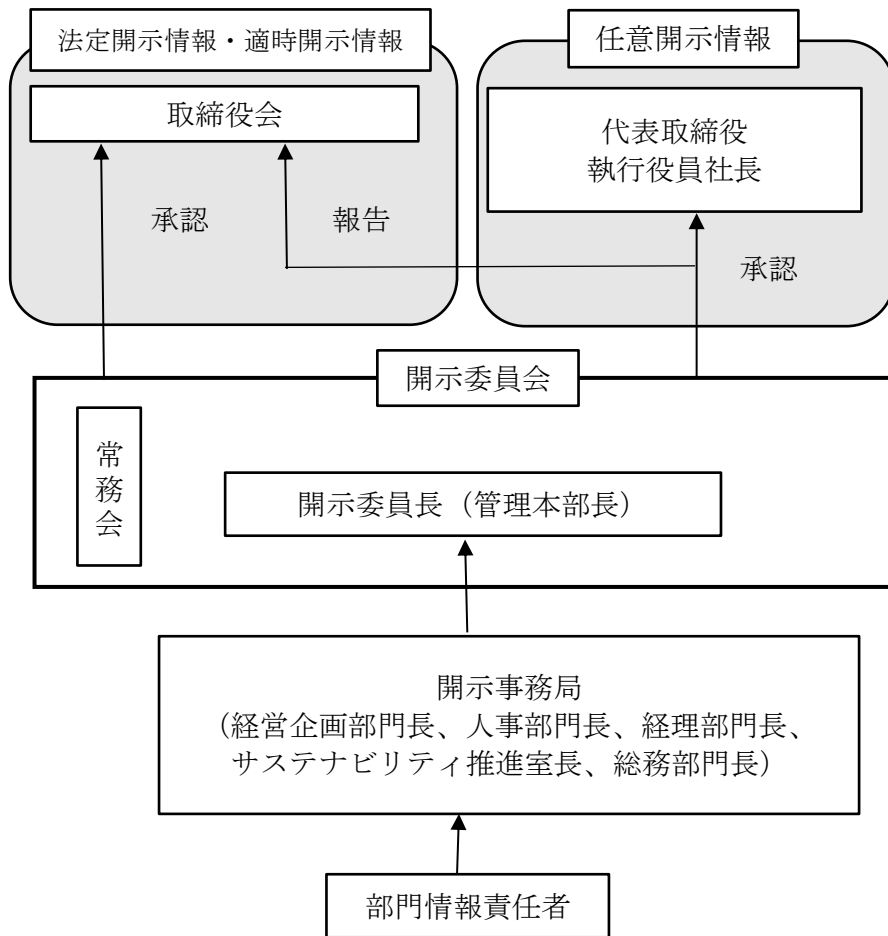 法定開示情報・適時開示情報
任意開示情報
取締役会
代表取締役
執行役員社長
承認
報告
承認
開示委員会
常務会
開示委員長（管理本部長）
開示事務局
（経営企画部門長、人事部門長、経理部門長、
サステナビリティ推進室長、総務部門長）
部門情報責任者